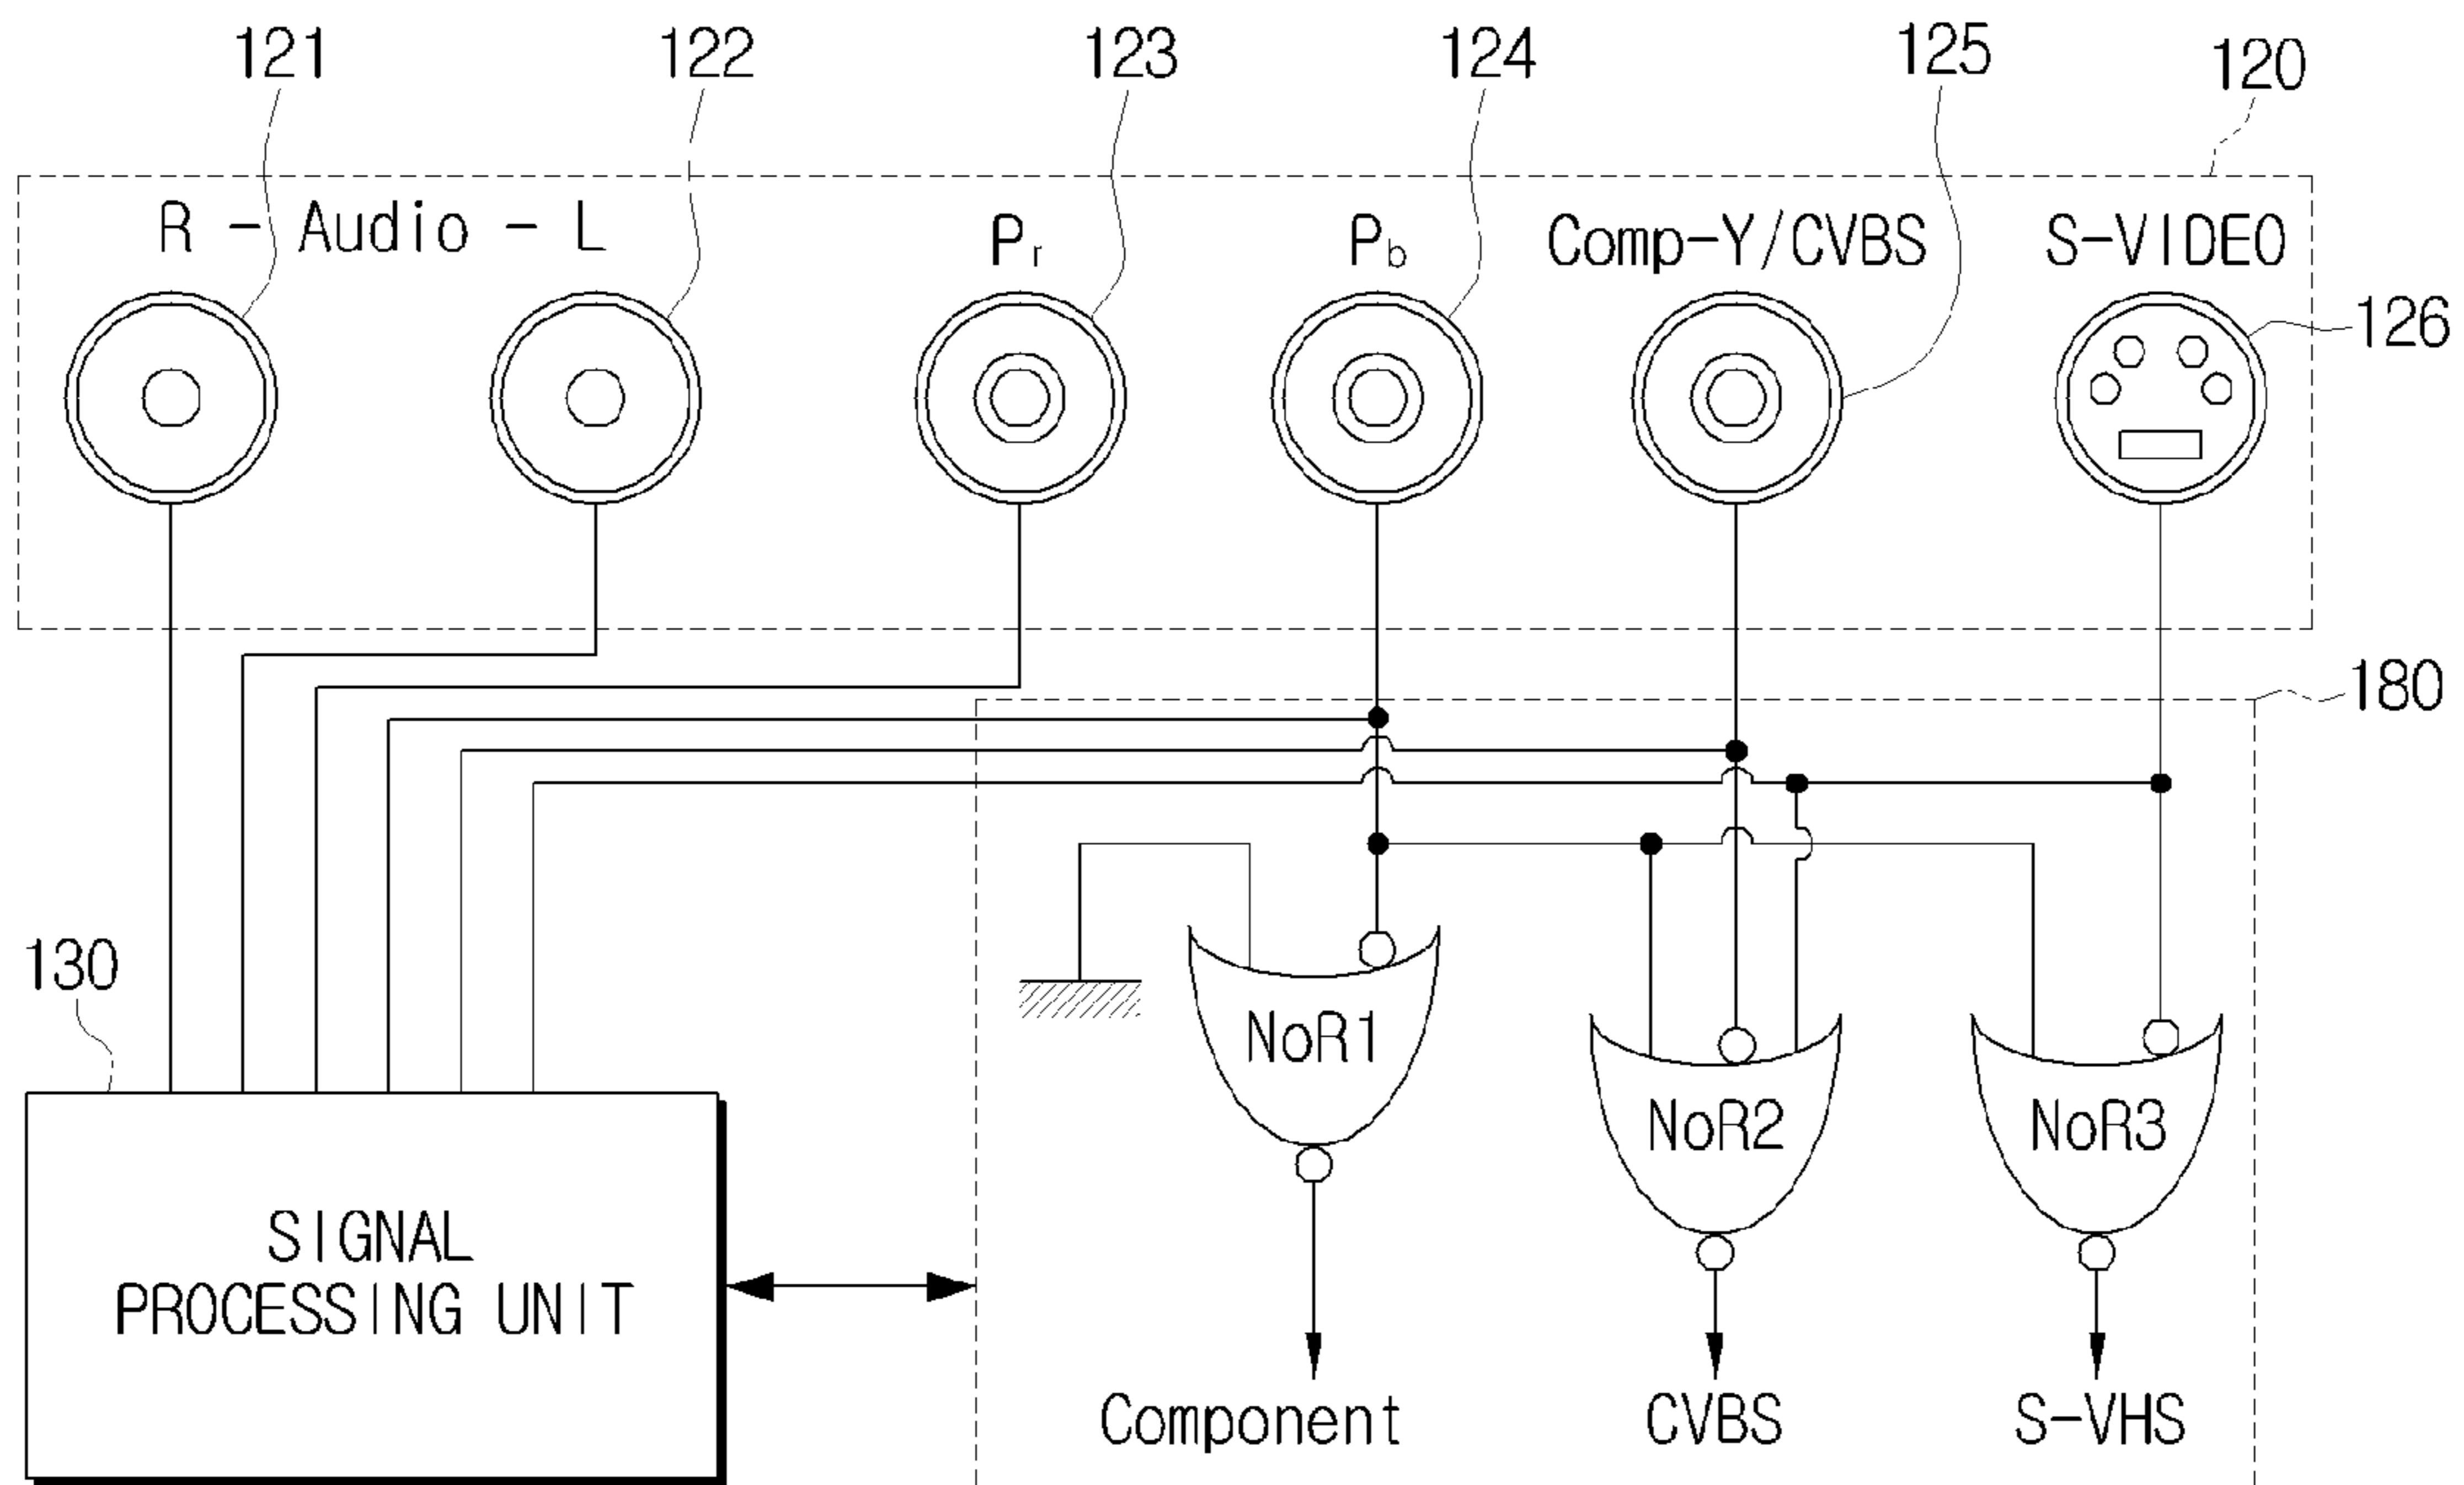 121 122 123 124 125 120
R - Audio - L Pr Pb Comp-Y/CVBS S-VIDEO
126
180
130
NoR1
NoR2 NoR3
SIGNAL
PROCESSING UNIT
Component CVBS S-VHS